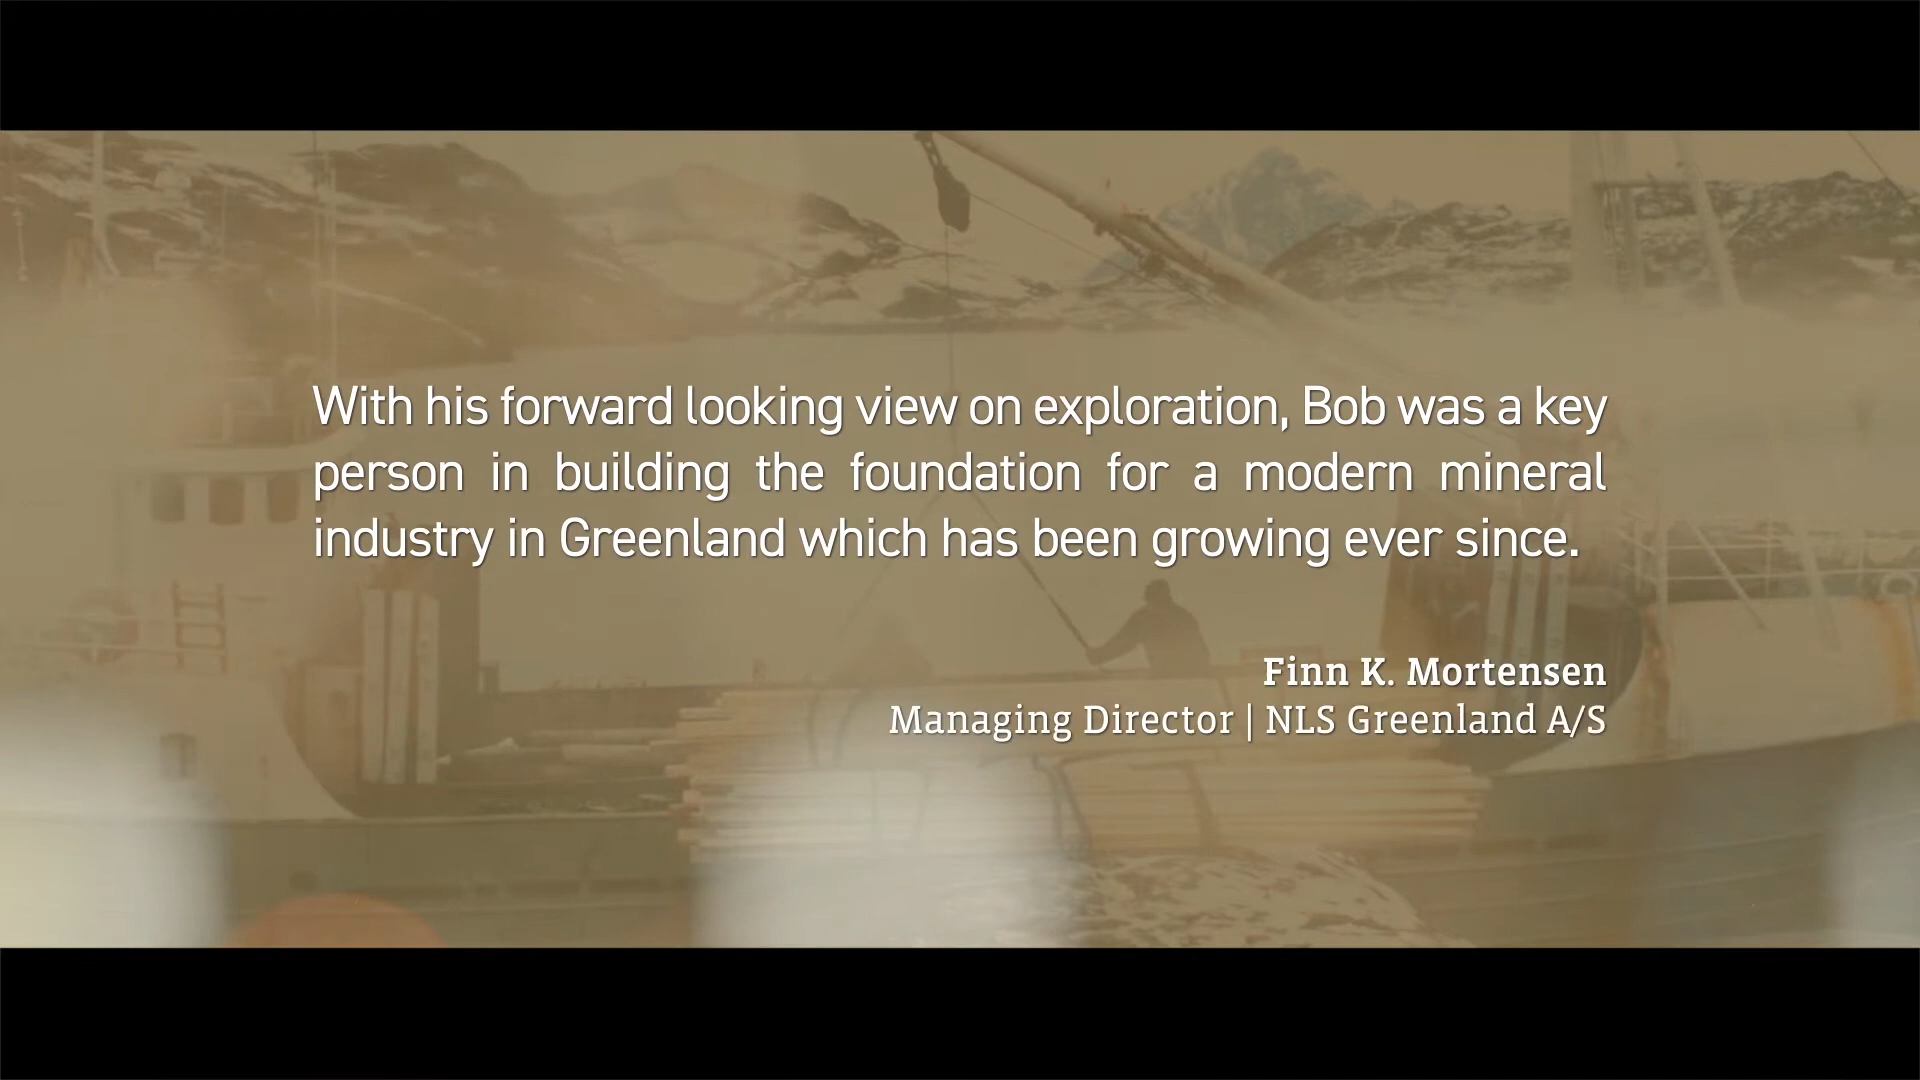 With his forward looking view on exploration, Bob was a key
person in building the foundation for a modern mineral
industry in Greenland which has been growing ever since.
Finn K. Mortensen
Managing Director | NLS Greenland A/S